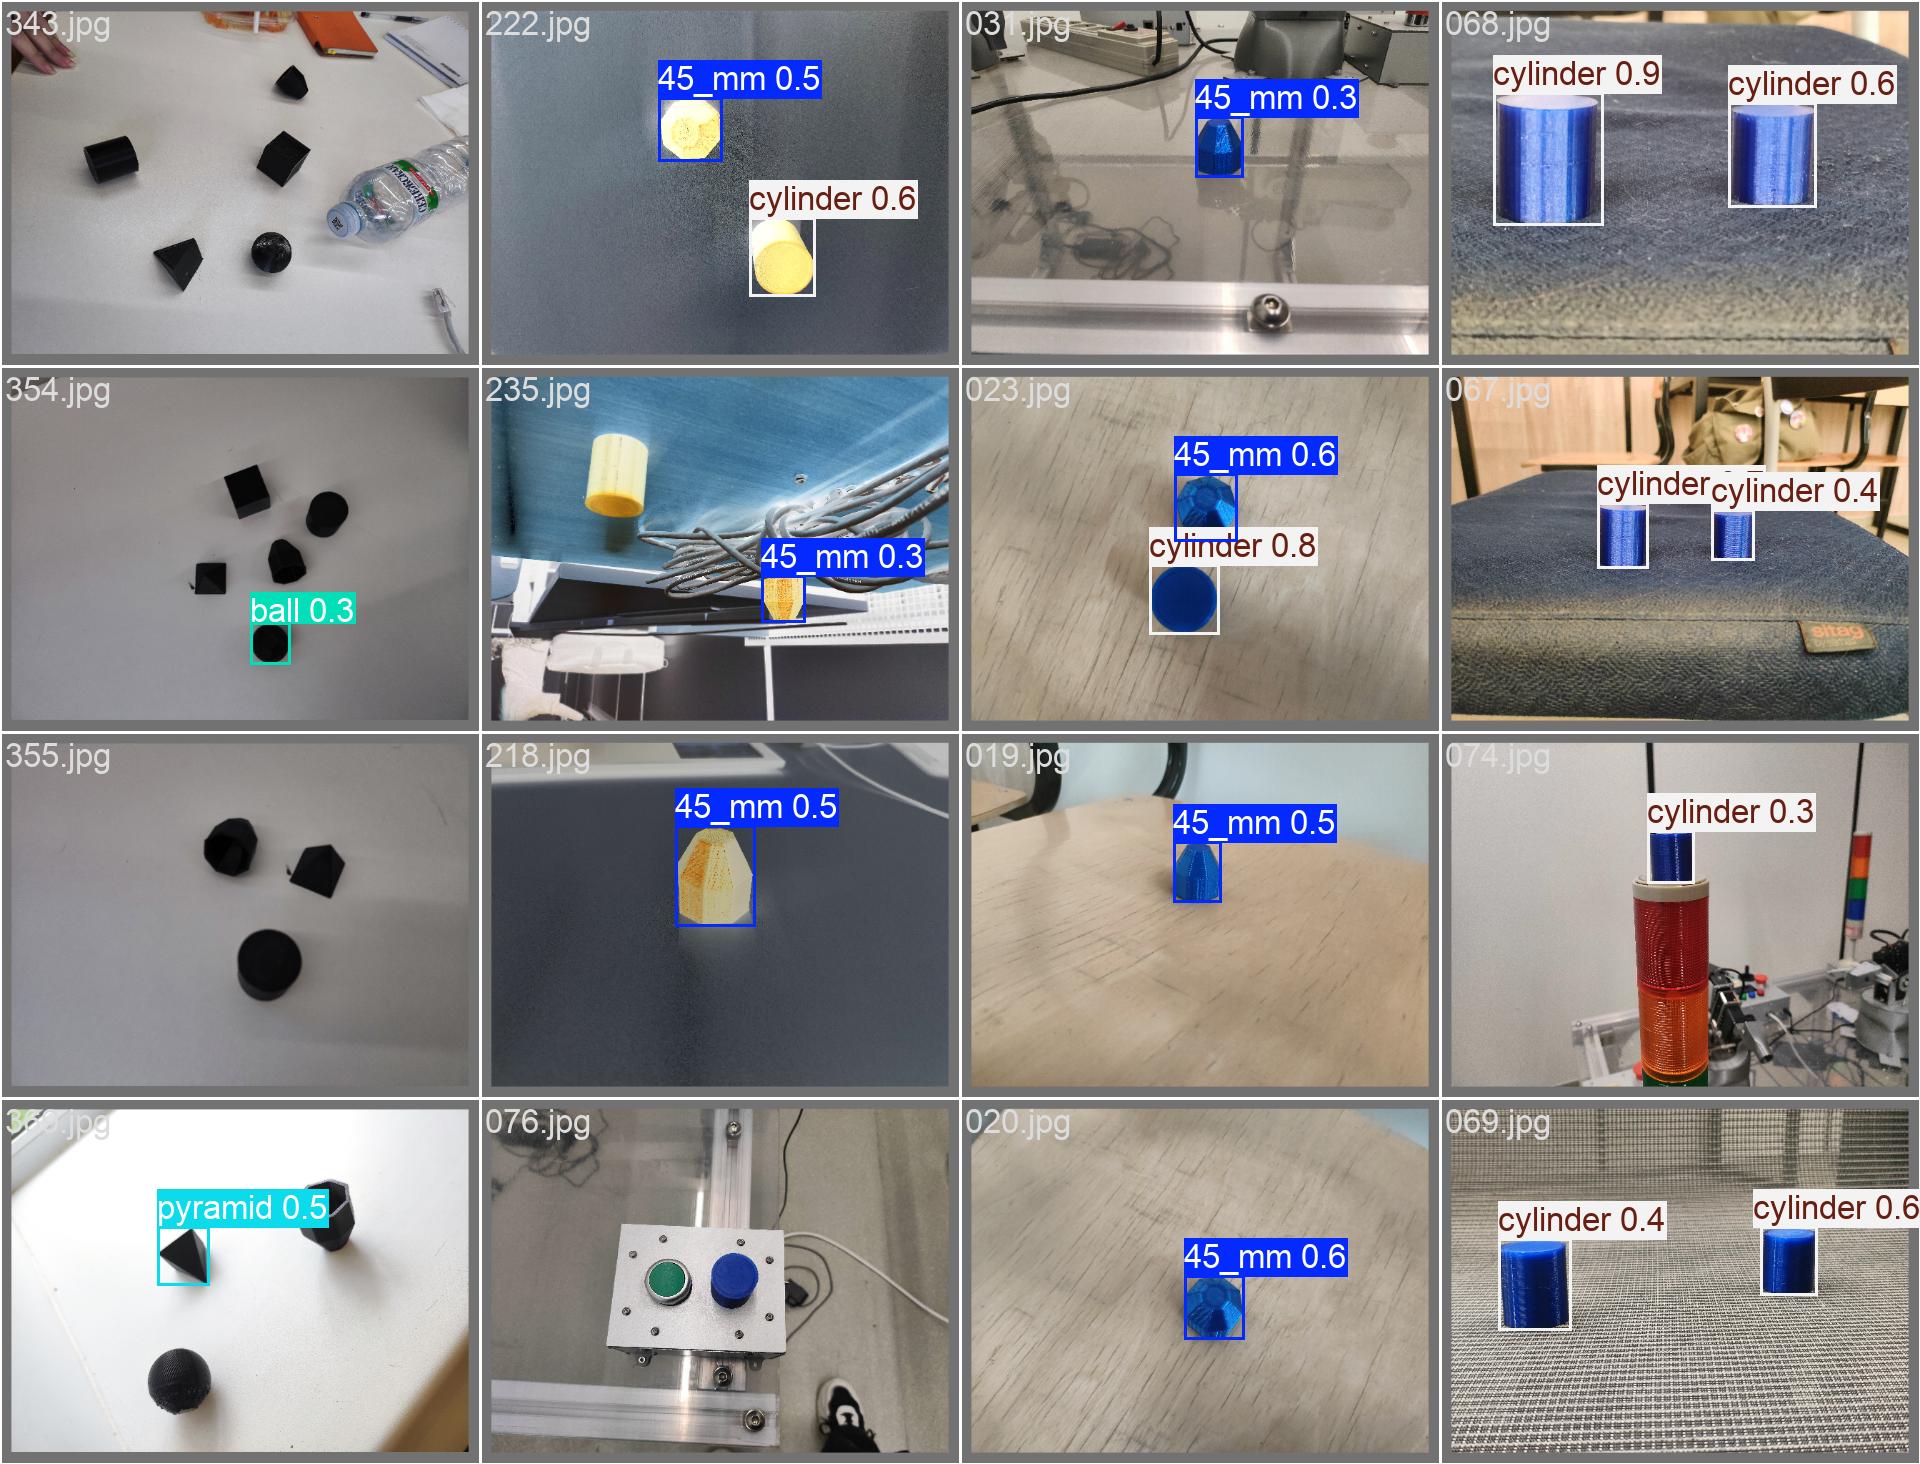 343.jpg
222.jpg
45_mm 0.5
cylinder 0.6
031.jpg
45_mm 0.3
068.jpg
cylinder 0.9
cylinder 0.6
354.jpg
ball 0.3
235.jpg
45_mm 0.3
023.jpg
45_mm 0.6
cylinder 0.8
067.jpg
cylinder
cylinder 0.4
sitag
355.jpg
218.jpg
45_mm 0.5
019.jpg
45_mm 0.5
074.jpg
cylinder 0.3
pyramid 0.5
076.jpg
020.jpg
45_mm 0.6
069.jpg
cylinder 0.4
cylinder 0.6